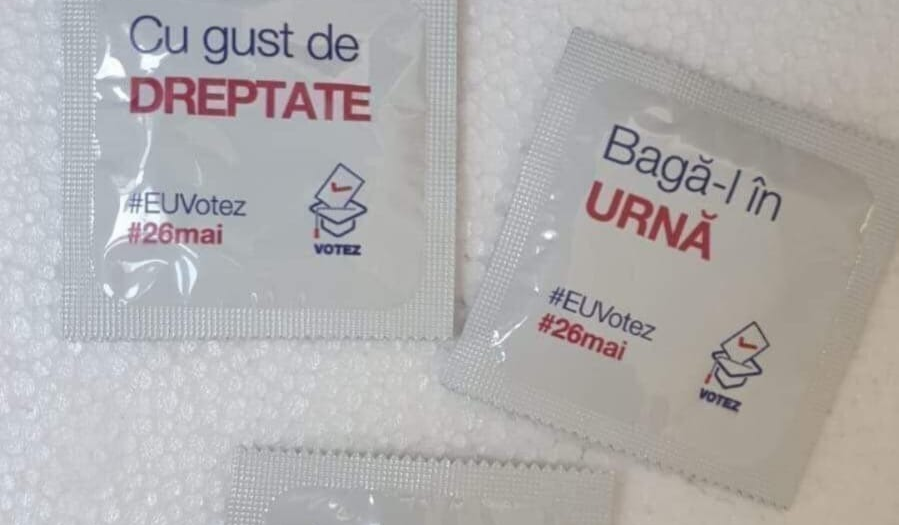 Cu gust de
DREPTATE
#EUVotez
#26mai
VOTEZ
Bagă-l în
URNĂ
#EUVotez
#26mai
VOTEZ